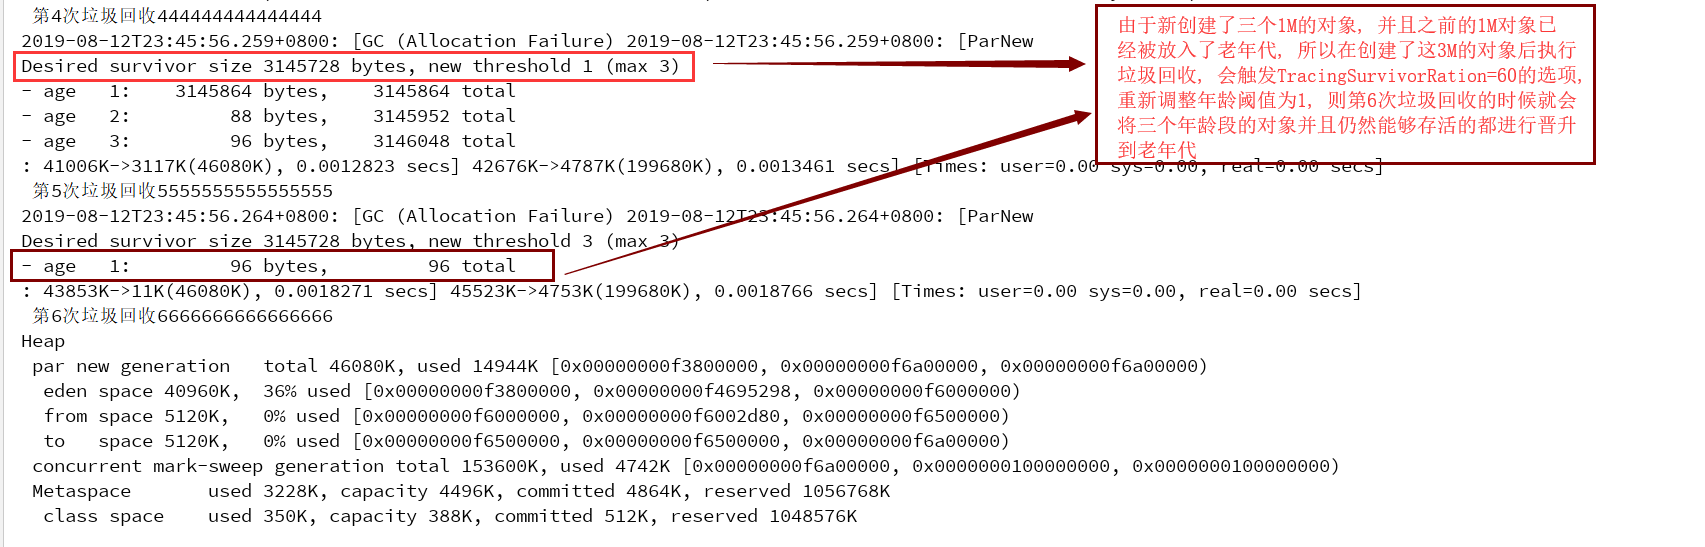 第4次垃圾回收444444444444444
2019-08-12T23:45:56.259+0800: [GC (Allocation Failure) 2019-08-12T23:45:56.259+0800: [ParNew
Desired survivor size 3145728 bytes, new threshold 1 (max 3)
- age   1:    3145864 bytes,    3145864 total
- age   2:         88 bytes,    3145952 total
- age   3:         96 bytes,    3146048 total
: 41006K->3117K(46080K), 0.0012823 secs] 42676K->4787K(199680K), 0.0013461 secs] [Times: user=0.00 sys=0.00, real=0.00 secs]
第5次垃圾回收5555555555555555
2019-08-12T23:45:56.264+0800: [GC (Allocation Failure) 2019-08-12T23:45:56.264+0800: [ParNew
Desired survivor size 3145728 bytes, new threshold 3 (max 3)
- age   1:         96 bytes,         96 total
: 43853K->11K(46080K), 0.0018271 secs] 45523K->4753K(199680K), 0.0018766 secs] [Times: user=0.00 sys=0.00, real=0.00 secs]
第6次垃圾回收6666666666666666
Heap
par new generation   total 46080K, used 14944K [0x00000000f3800000, 0x00000000f6a00000, 0x00000000f6a00000)
eden space 40960K,  36% used [0x00000000f3800000, 0x00000000f4695298, 0x00000000f6000000)
from space 5120K,   0% used [0x00000000f6000000, 0x00000000f6002d80, 0x00000000f6500000)
to   space 5120K,   0% used [0x00000000f6500000, 0x00000000f6500000, 0x00000000f6a00000)
concurrent mark-sweep generation total 153600K, used 4742K [0x00000000f6a00000, 0x0000000100000000, 0x0000000100000000)
Metaspace       used 3228K, capacity 4496K, committed 4864K, reserved 1056768K
class space    used 350K, capacity 388K, committed 512K, reserved 1048576K
由于新创建了三个1M的对象, 并且之前的1M对象已
经被放入了老年代, 所以在创建了这3M的对象后执行
垃圾回收, 会触发TracingSurvivorRation=60的选项,
重新调整年龄阈值为1, 则第6次垃圾回收的时候就会
将三个年龄段的对象并且仍然能够存活的都进行晋升
到老年代